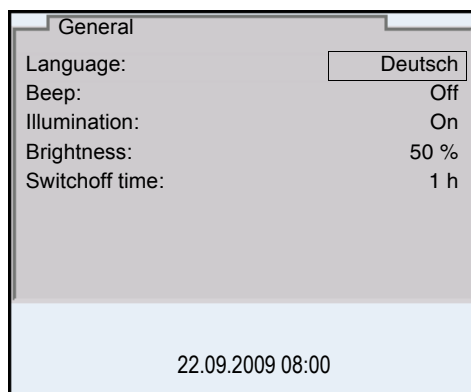 General
Language: Deutsch
Beep: Off
Illumination: On
Brightness: 50 %
Switchoff time: 1 h
22.09.2009 08:00